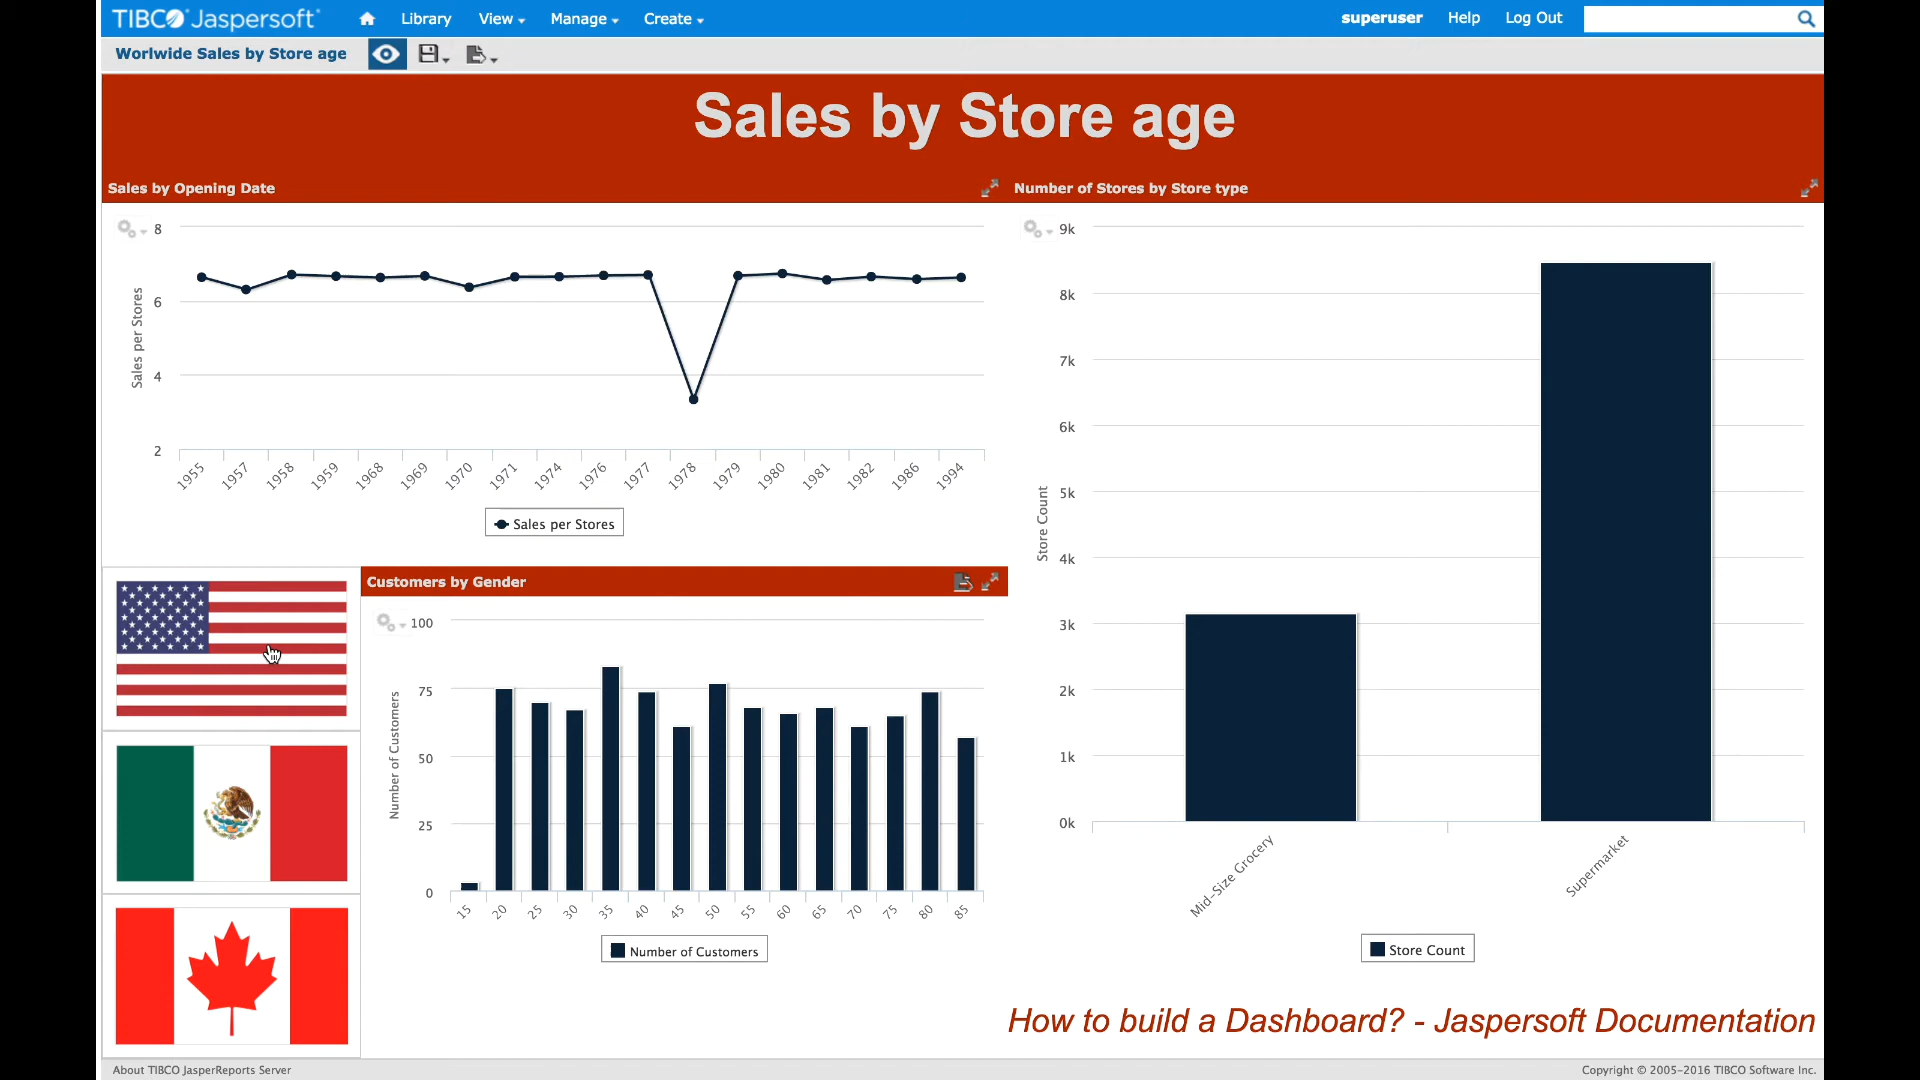 TIBCO Jaspersoft
Library View Manage Create superuser Help Log Out
Worlwide Sales by Store age
Sales by Store age
Sales by Opening Date
8
6
4
2
Sales per Stores
1955 1957 1958 1959 1968 1969 1970 1971 1974 1976 1977 1978 1979 1980 1981 1982 1986 1994
Sales per Stores
Number of Stores by Store type
9k
8k
7k
6k
5k
4k
3k
2k
1k
0k
Store Count
Mid-Size Grocery Supermarket
Store Count
Customers by Gender
100
75
50
25
0
Number of Customers
15 20 25 30 35 40 45 50 55 60 65 70 75 80 85
Number of Customers
How to build a Dashboard? - Jaspersoft Documentation
About TIBCO JasperReports Server
Copyright © 2005-2016 TIBCO Software Inc.